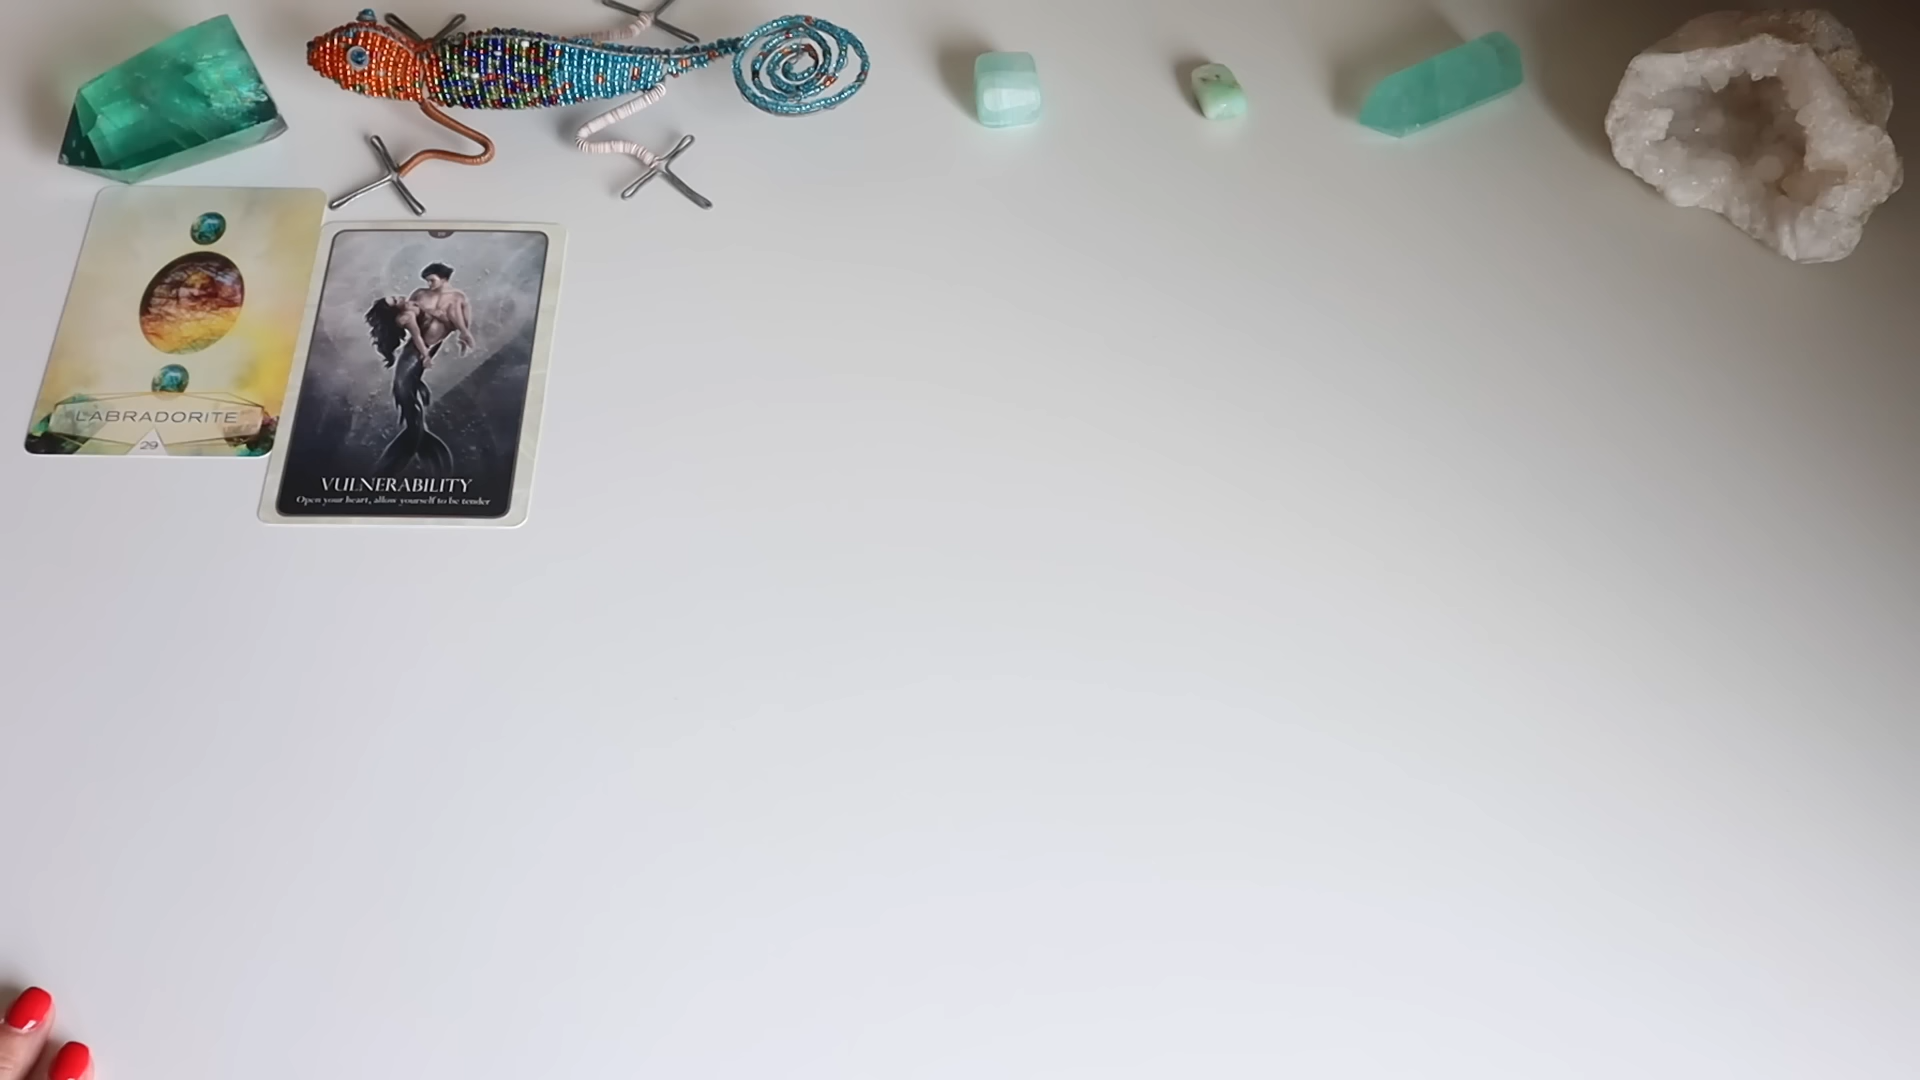 LABRADORITE
29
VULNERABILITY
Open your heart, allow yourself to be tender